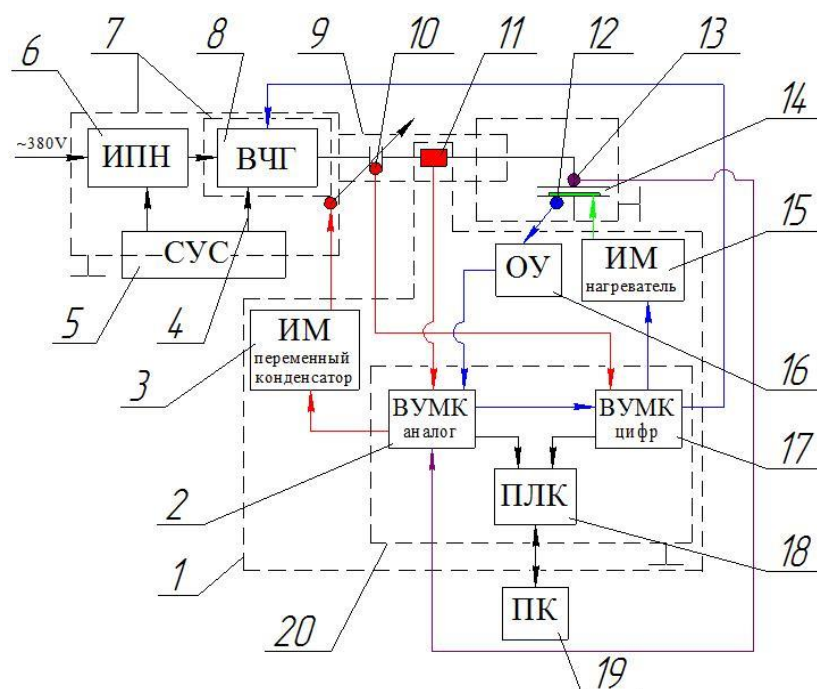 6
7
8
9
10
11
12
13
14
~380V
ИПН
ВЧГ
СУС
5
4
3
ИМ
переменный
конденсатор
ОУ
ИМ
нагреватель
15
16
ВУМК
аналог
ВУМК
цифр
2
17
ПЛК
18
1
20
ПК
19